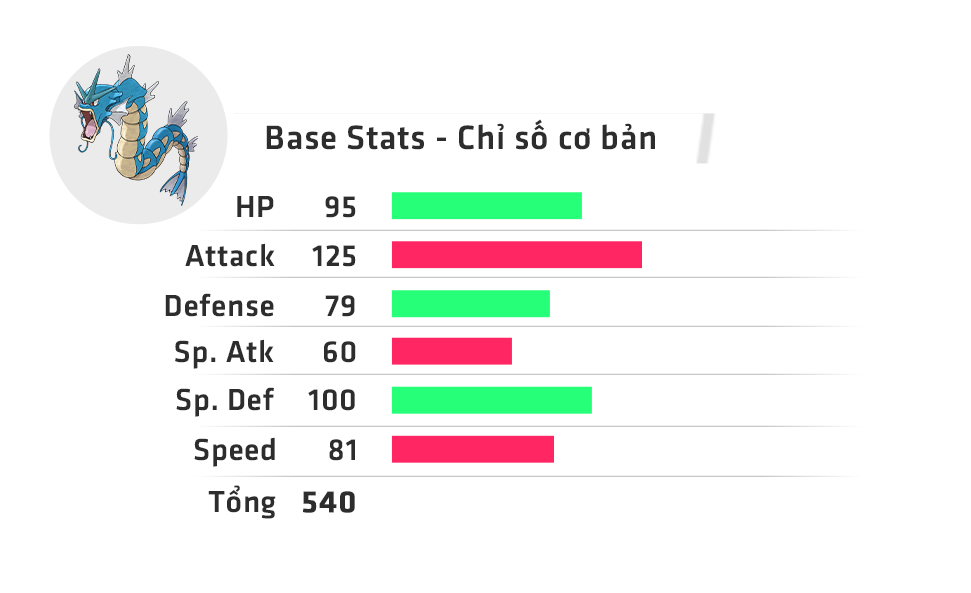 Base Stats - Chỉ số cơ bản
HP 95
Attack 125
Defense 79
Sp. Atk 60
Sp. Def 100
Speed 81
Tổng 540